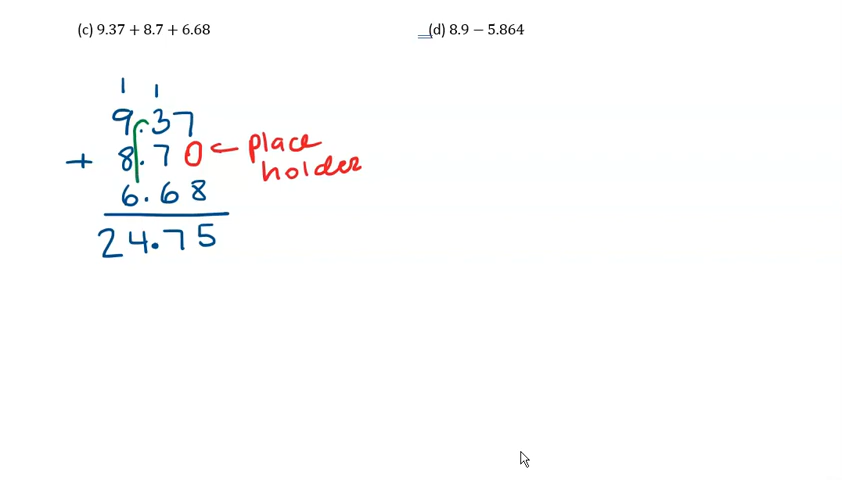 (c) 9.37 + 8.7 + 6.68
(d) 8.9 − 5.864
1 1
9.37
+ 8.70 ← place
holder
6.68
24.75